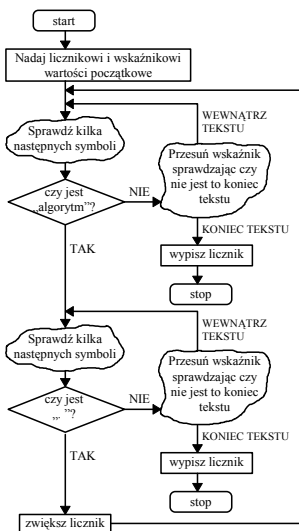 start
Nadaj licznikowi i wskaźnikowi
wartości początkowe
WEWNĄTRZ
TEKSTU
Sprawdź kilka
następnych symboli
Przesuń wskaźnik
sprawdzając czy
nie jest to koniec
tekstu
czy jest
„algorytm”?
NIE
KONIEC TEKSTU
TAK
wypisz licznik
stop
WEWNĄTRZ
TEKSTU
Sprawdź kilka
następnych symboli
Przesuń wskaźnik
sprawdzając czy
nie jest to koniec
tekstu
czy jest
„. ”?
NIE
KONIEC TEKSTU
TAK
wypisz licznik
stop
zwiększ licznik